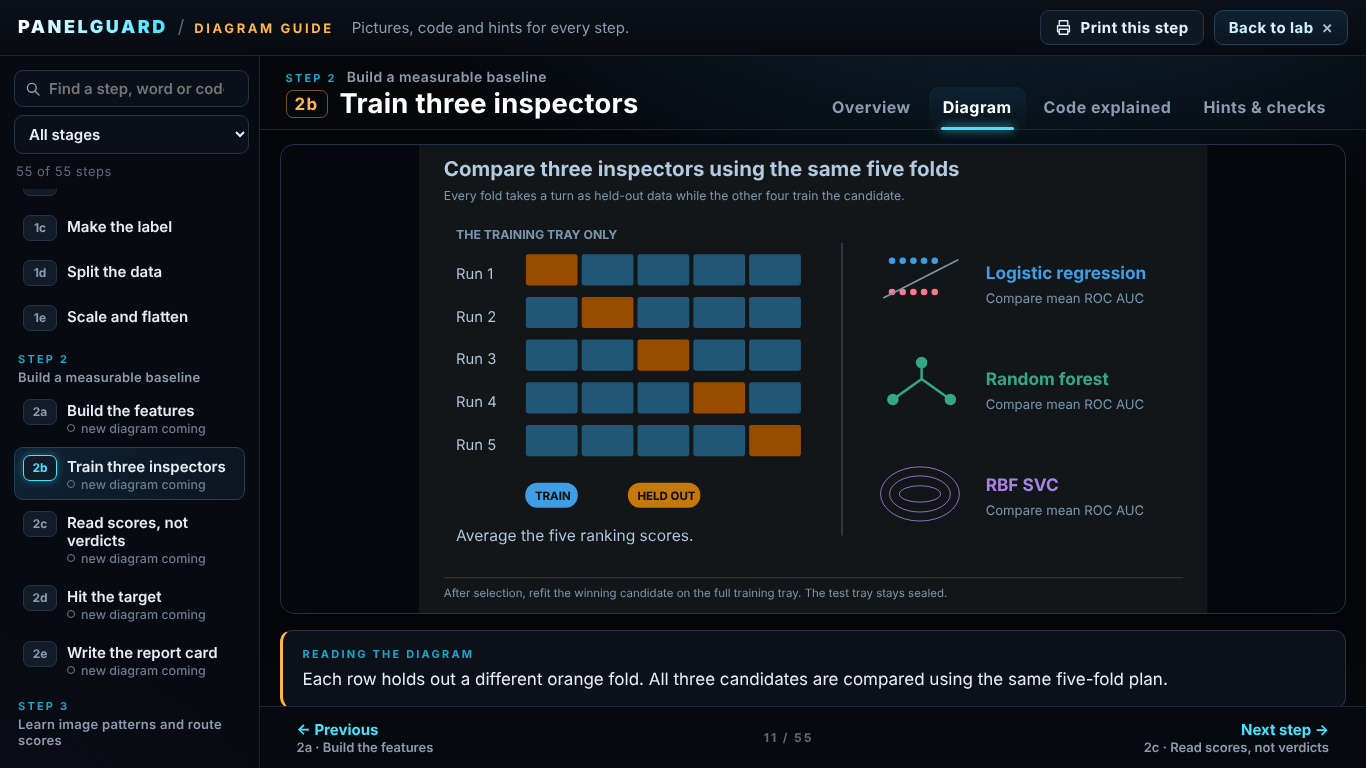 PANELGUARD / DIAGRAM GUIDE Pictures, code and hints for every step.
Print this step
Back to lab ×
Find a step, word or cod
All stages
55 of 55 steps
1c Make the label
1d Split the data
1e Scale and flatten
STEP 2
Build a measurable baseline
2a Build the features
new diagram coming
2b Train three inspectors
new diagram coming
2c Read scores, not
verdicts
new diagram coming
2d Hit the target
new diagram coming
2e Write the report card
new diagram coming
STEP 3
Learn image patterns and route
scores
STEP 2 Build a measurable baseline
2b Train three inspectors
Overview
Diagram
Code explained
Hints & checks
Compare three inspectors using the same five folds
Every fold takes a turn as held-out data while the other four train the candidate.
THE TRAINING TRAY ONLY
Run 1
Run 2
Run 3
Run 4
Run 5
TRAIN
HELD OUT
Average the five ranking scores.
Logistic regression
Compare mean ROC AUC
Random forest
Compare mean ROC AUC
RBF SVC
Compare mean ROC AUC
After selection, refit the winning candidate on the full training tray. The test tray stays sealed.
READING THE DIAGRAM
Each row holds out a different orange fold. All three candidates are compared using the same five-fold plan.
← Previous
2a · Build the features
11 / 55
Next step →
2c · Read scores, not verdicts